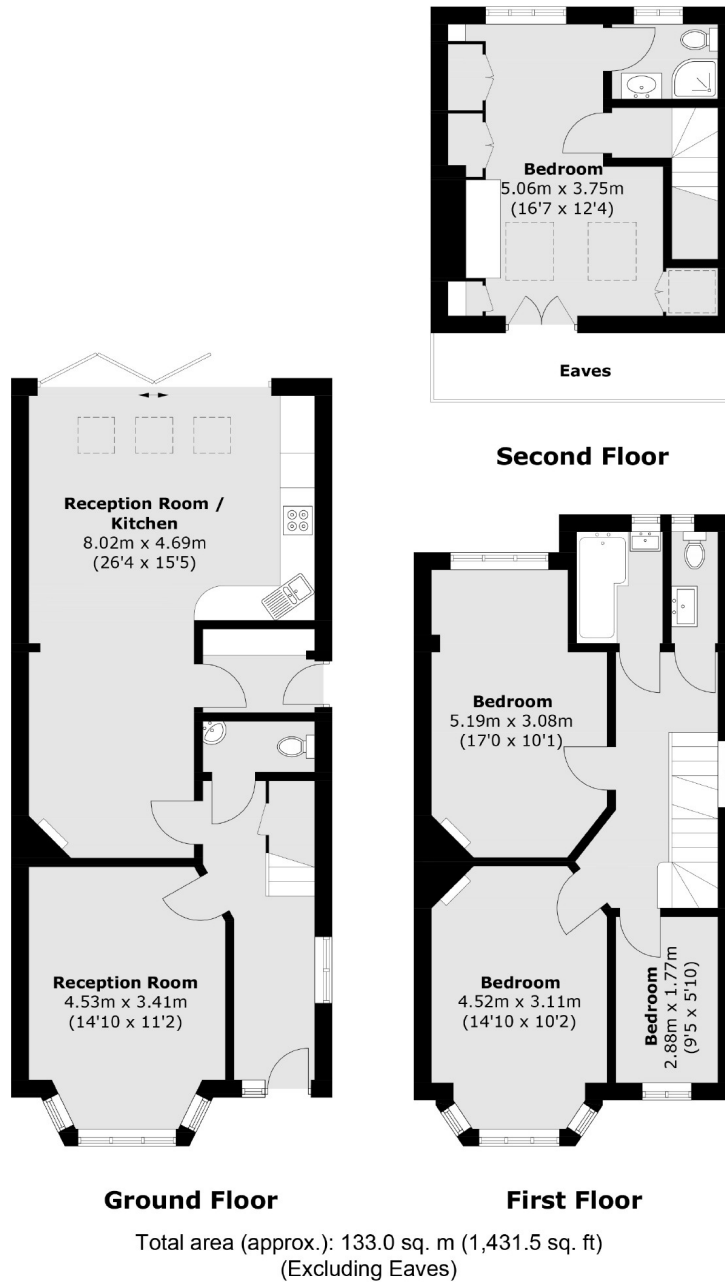 Bedroom
5.06m x 3.75m
(16'7 x 12'4)
Eaves
Second Floor
Reception Room /
Kitchen
8.02m x 4.69m
(26'4 x 15'5)
Reception Room
4.53m x 3.41m
(14'10 x 11'2)
Ground Floor
Bedroom
5.19m x 3.08m
(17'0 x 10'1)
Bedroom
4.52m x 3.11m
(14'10 x 10'2)
Bedroom
2.88m x 1.77m
(9'5 x 5'10)
First Floor
Total area (approx.): 133.0 sq. m (1,431.5 sq. ft)
(Excluding Eaves)